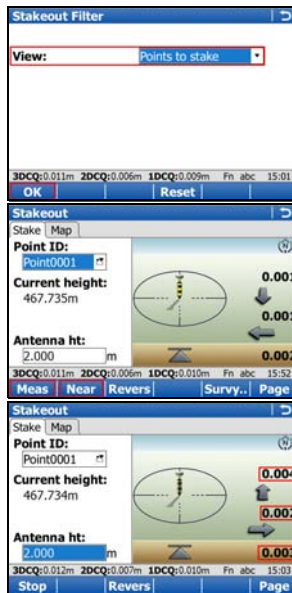 Stakeout Filter
View: Points to stake
3DCQ:0.011m 2DCQ:0.006m 1DCQ:0.009m Fn abc 15:01
OK Reset
Stakeout
Stake Map
Point ID:
Point0001
Current height:
467.735m
Antenna ht:
2.000 m
N
0.001
0.001
0.002
3DCQ:0.011m 2DCQ:0.006m 1DCQ:0.010m Fn abc 15:52
Meas Near Revers Survy.. Page
Stakeout
Stake Map
Point ID:
Point0001
Current height:
467.734m
Antenna ht:
2.000 m
N
0.004
0.002
0.003
3DCQ:0.012m 2DCQ:0.007m 1DCQ:0.010m Fn abc 15:03
Stop Revers Page